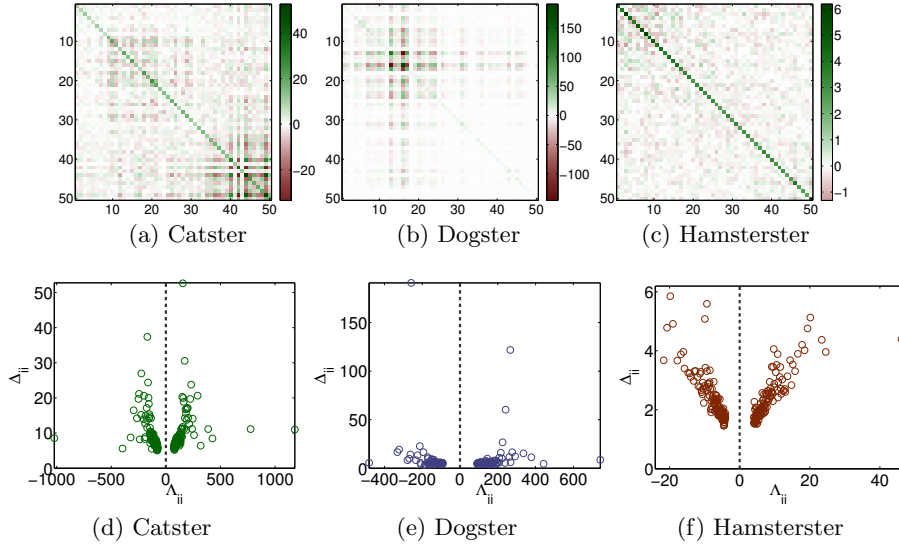 10
20
30
40
50
10 20 30 40 50
40
20
0
−20
(a) Catster
10
20
30
40
50
10 20 30 40 50
150
100
50
0
−50
−100
(b) Dogster
10
20
30
40
50
10 20 30 40 50
6
5
4
3
2
1
0
−1
(c) Hamsterster
50
40
30
20
10
0
Δii
−1000 −500 0 500 1000
Λii
(d) Catster
150
100
50
0
Δii
−400 −200 0 200 400 600
Λii
(e) Dogster
6
4
2
0
Δii
−20 0 20 40
Λii
(f) Hamsterster